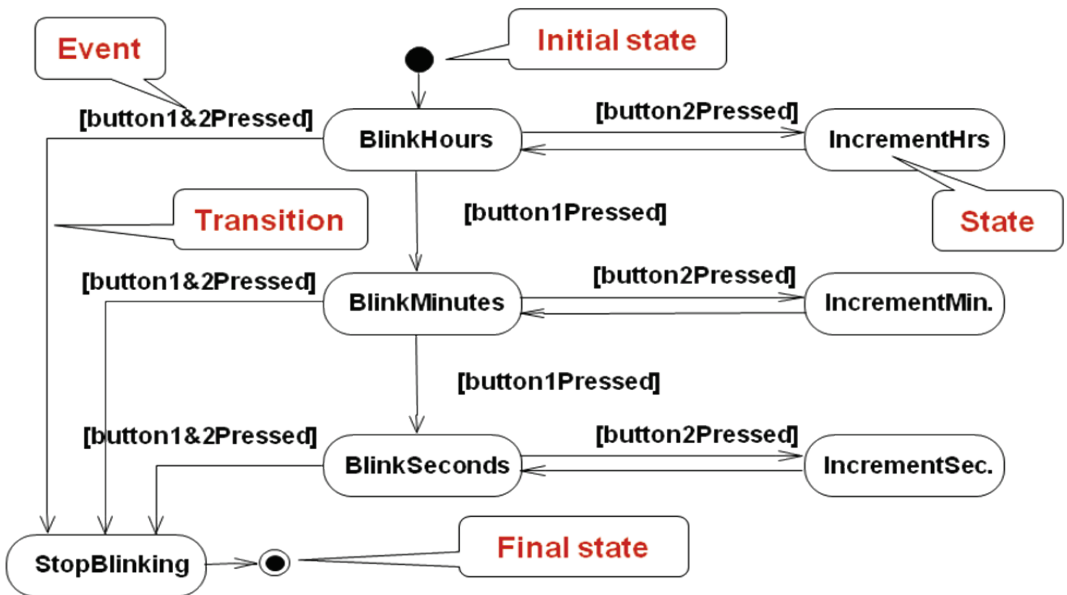 Initial state
Event
[button1&2Pressed]
[button2Pressed]
BlinkHours
IncrementHrs
Transition
[button1Pressed]
State
[button1&2Pressed]
[button2Pressed]
BlinkMinutes
IncrementMin.
[button1Pressed]
[button1&2Pressed]
[button2Pressed]
BlinkSeconds
IncrementSec.
StopBlinking
Final state